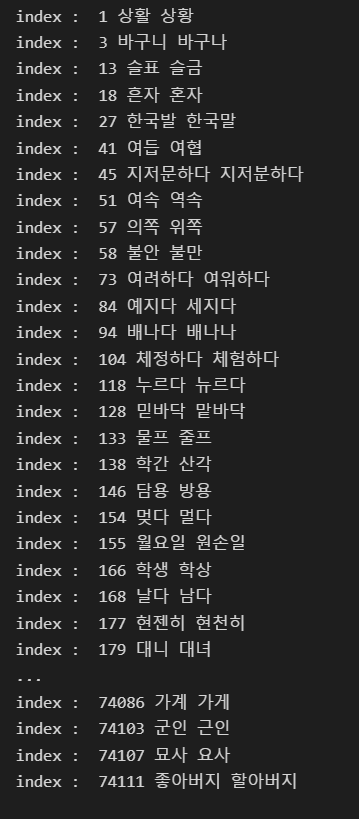 index :  1 상활 상황
index :  3 바구니 바구나
index :  13 슬표 슬금
index :  18 흔자 혼자
index :  27 한국발 한국말
index :  41 여듭 여협
index :  45 지저문하다 지저분하다
index :  51 여속 역속
index :  57 의쪽 위쪽
index :  58 불안 불만
index :  73 여려하다 여워하다
index :  84 예지다 세지다
index :  94 배나다 배나나
index :  104 체정하다 체험하다
index :  118 누르다 뉴르다
index :  128 믿바닥 맡바닥
index :  133 물프 줄프
index :  138 학간 산각
index :  146 담용 방용
index :  154 멎다 멀다
index :  155 월요일 원손일
index :  166 학생 학상
index :  168 날다 남다
index :  177 현젠히 현천히
index :  179 대니 대녀
...
index :  74086 가계 가게
index :  74103 군인 근인
index :  74107 묘사 요사
index :  74111 좋아버지 할아버지